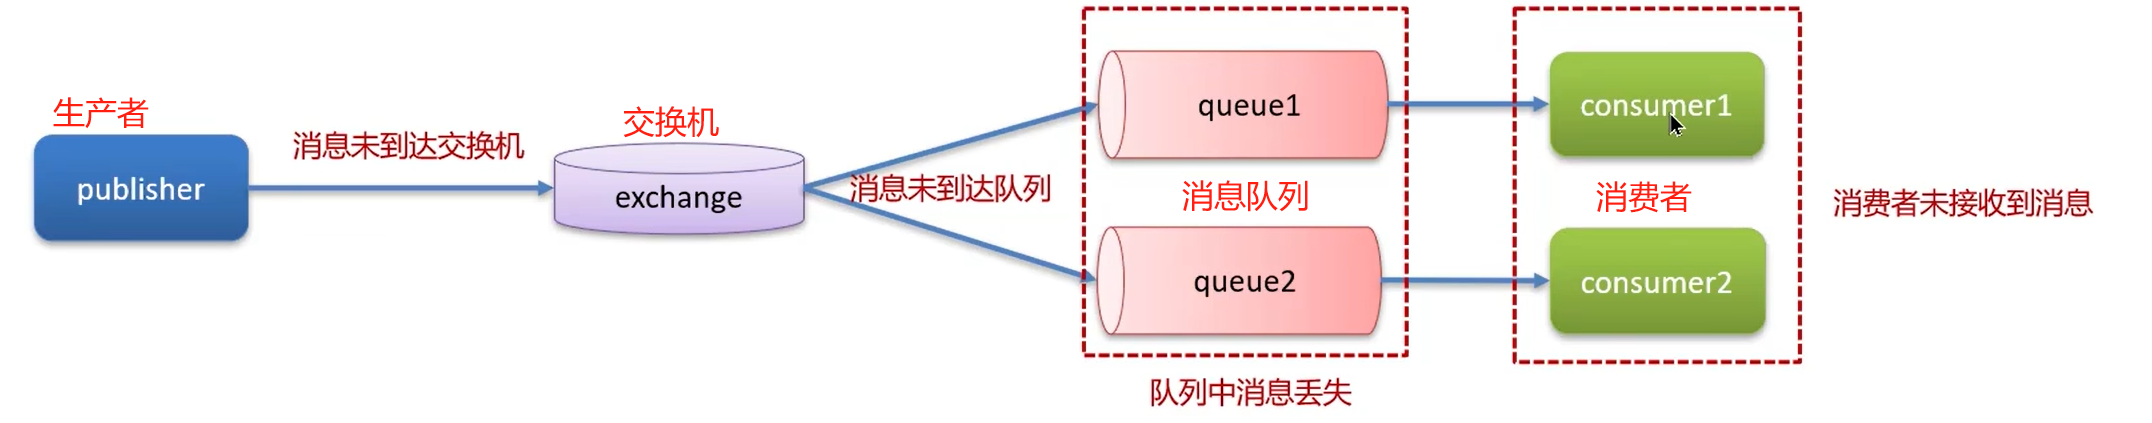 生产者
publisher
消息未到达交换机
交换机
exchange
消息未到达队列
queue1
消息队列
queue2
队列中消息丢失
consumer1
消费者
consumer2
消费者未接收到消息